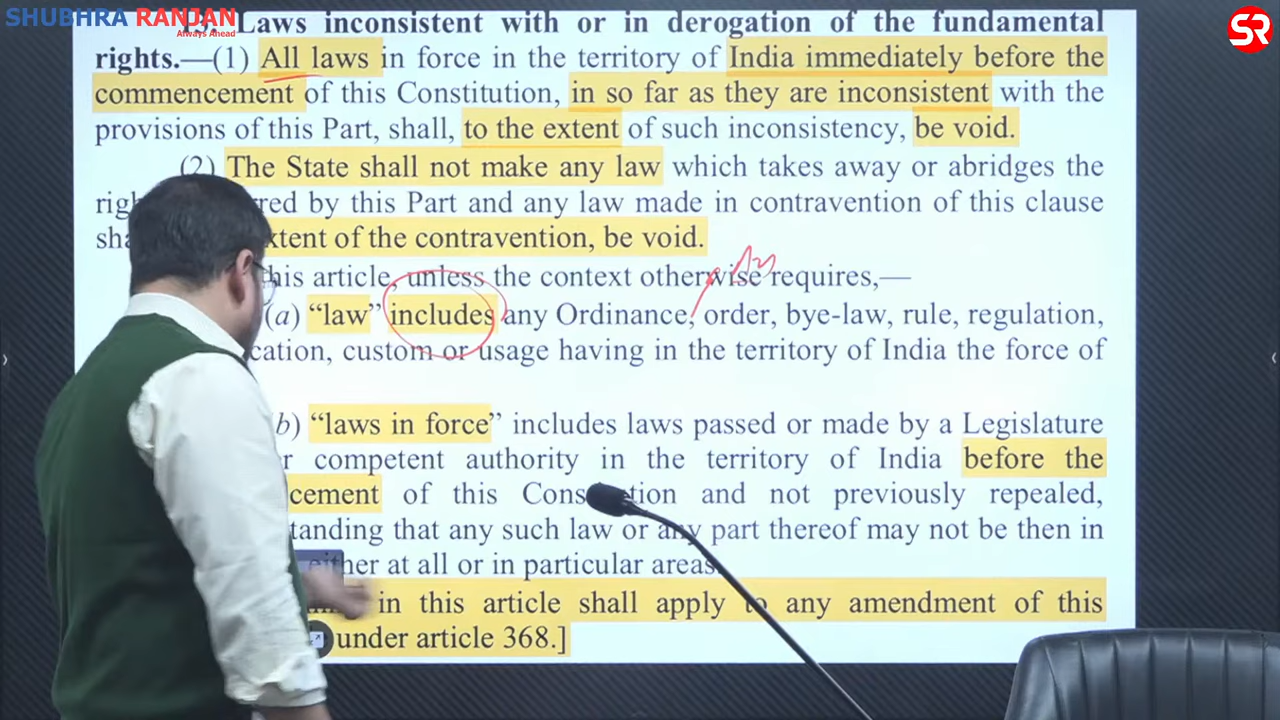 SHUBHRA RANJAN
Always Ahead
SR
Laws inconsistent with or in derogation of the fundamental
rights.—(1) All laws in force in the territory of India immediately before the
commencement of this Constitution, in so far as they are inconsistent with the
provisions of this Part, shall, to the extent of such inconsistency, be void.
(2) The State shall not make any law which takes away or abridges the
rred by this Part and any law made in contravention of this clause
xtent of the contravention, be void.
his article, unless the context otherwise requires,—
(a) “law” includes any Ordinance, order, bye-law, rule, regulation,
cation, custom or usage having in the territory of India the force of
b) “laws in force” includes laws passed or made by a Legislature
r competent authority in the territory of India before the
cement of this Constitution and not previously repealed,
tanding that any such law or any part thereof may not be then in
either at all or in particular areas.
in this article shall apply to any amendment of this
under article 368.]